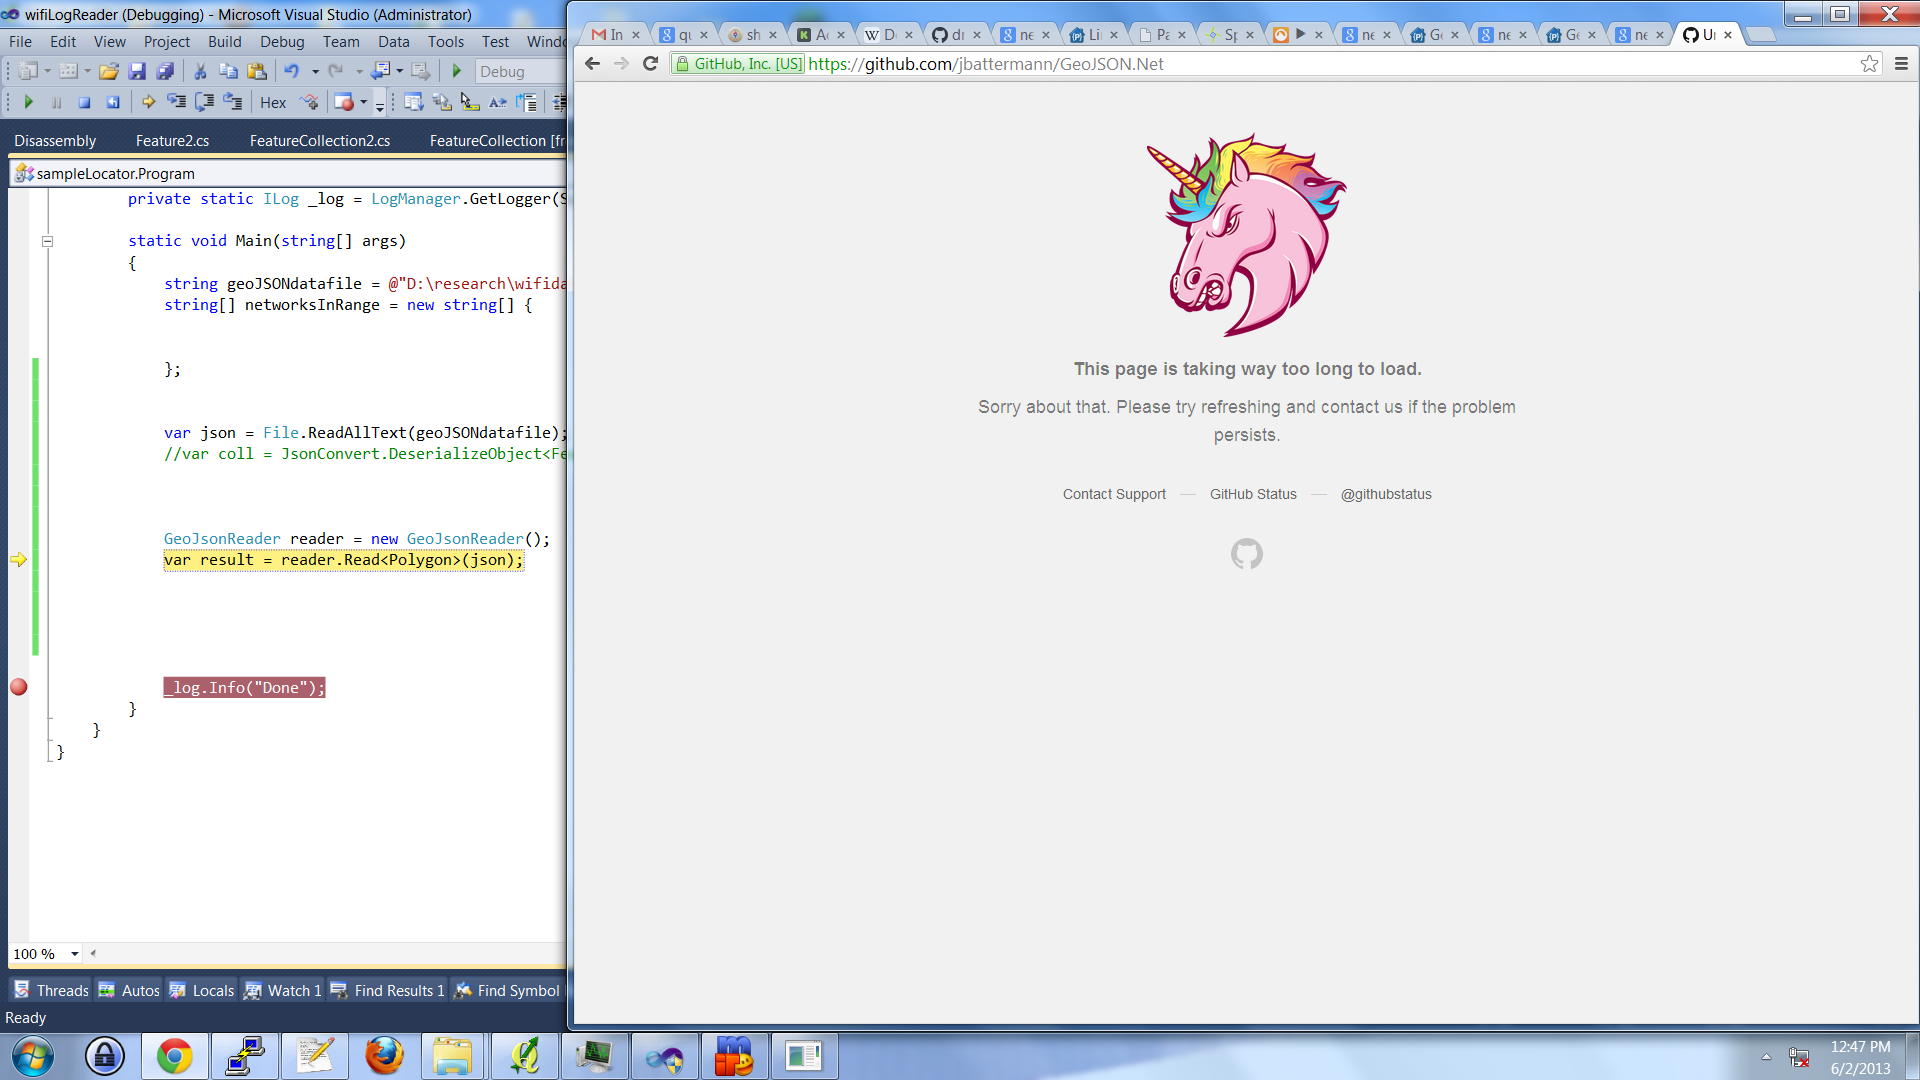 wifiLogReader (Debugging) - Microsoft Visual Studio (Administrator)
File Edit View Project Build Debug Team Data Tools Test Windo
Debug
Hex
Disassembly Feature2.cs FeatureCollection2.cs FeatureCollection [fr
sampleLocator.Program
private static ILog _log = LogManager.GetLogger(S
static void Main(string[] args)
{
string geoJSONdatafile = @"D:\research\wifida
string[] networksInRange = new string[] {
};
var json = File.ReadAllText(geoJSONdatafile);
//var coll = JsonConvert.DeserializeObject<Fe
GeoJsonReader reader = new GeoJsonReader();
var result = reader.Read<Polygon>(json);
_log.Info("Done");
}
}
}
100 %
Threads Autos Locals Watch 1 Find Results 1 Find Symbol
Ready
In qu sh Ac W De dr ne Lin Pa Sp ne Ge ne Ge ne Un
GitHub, Inc. [US] https://github.com/jbattermann/GeoJSON.Net
This page is taking way too long to load.
Sorry about that. Please try refreshing and contact us if the problem
persists.
Contact Support — GitHub Status — @githubstatus
12:47 PM
6/2/2013